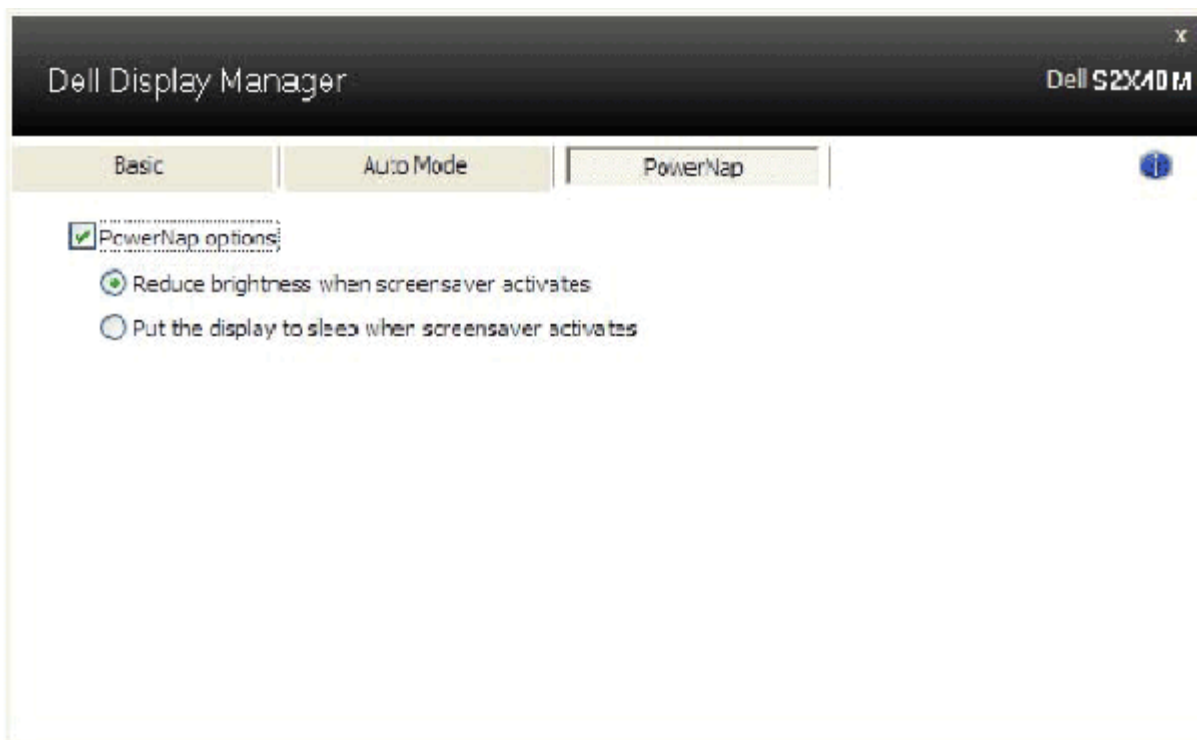 x
Dell Display Manager
Dell S2X40M
Basic
Auto Mode
PowerNap
PowerNap options
Reduce brightness when screensaver activates
Put the display to sleep when screensaver activates